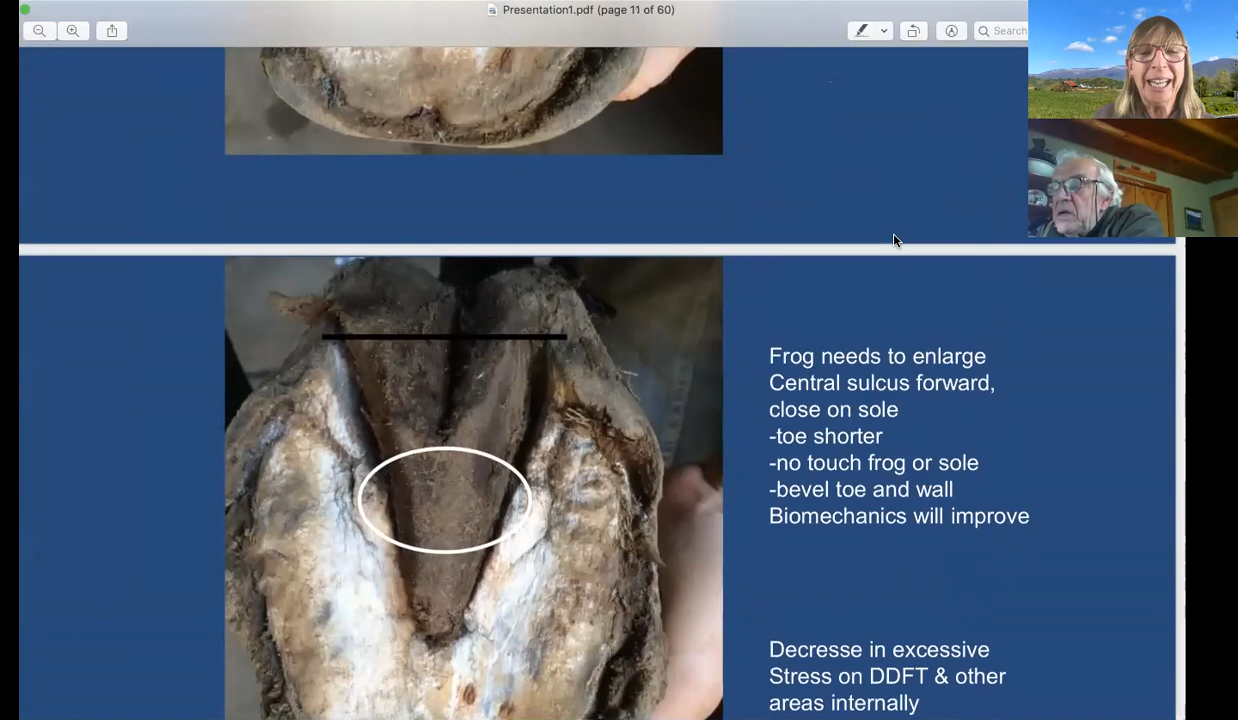 Presentation1.pdf (page 11 of 60)
Search
Frog needs to enlarge
Central sulcus forward,
close on sole
-toe shorter
-no touch frog or sole
-bevel toe and wall
Biomechanics will improve
Decresse in excessive
Stress on DDFT & other
areas internally